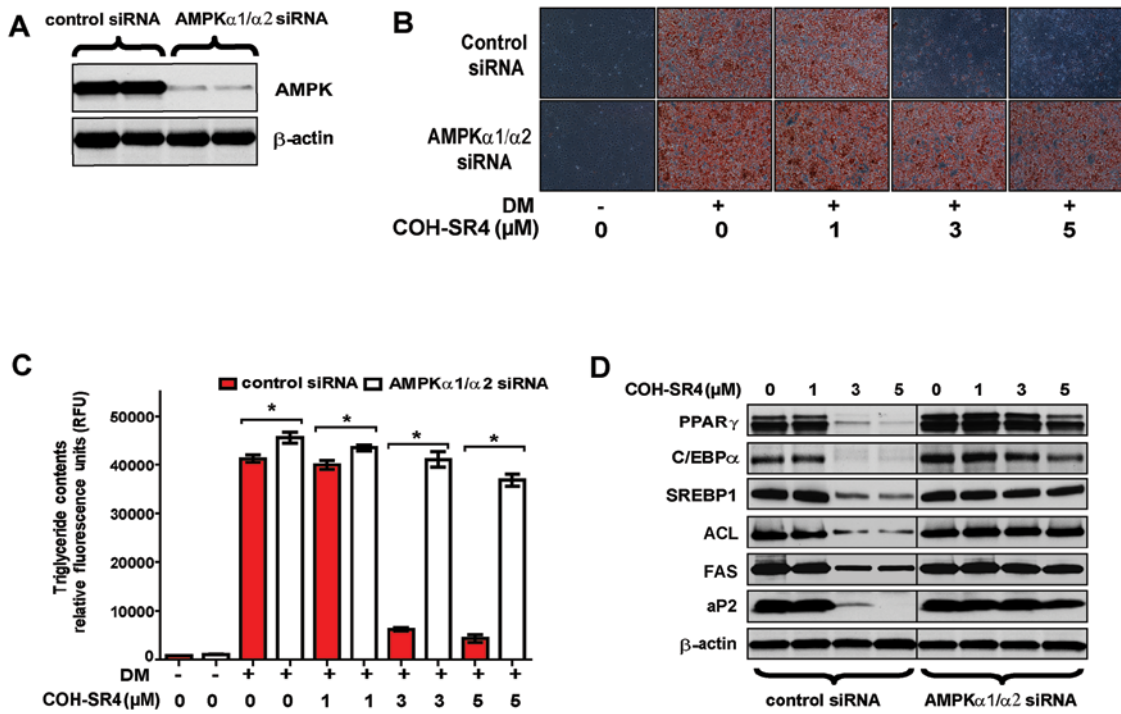 A
control siRNA AMPKα1/α2 siRNA
AMPK
β-actin
B
Control
siRNA
AMPKα1/α2
siRNA
DM - + + + +
COH-SR4 (μM) 0 0 1 3 5
C
control siRNA AMPKα1/α2 siRNA
Triglyceride contents
relative fluorescence units (RFU)
50000
40000
30000
20000
10000
0
* * * *
DM - - + + + + + + + +
COH-SR4 (μM) 0 0 0 0 1 1 3 3 5 5
D
COH-SR4 (μM) 0 1 3 5 0 1 3 5
PPARγ
C/EBPα
SREBP1
ACL
FAS
aP2
β-actin
control siRNA AMPKα1/α2 siRNA